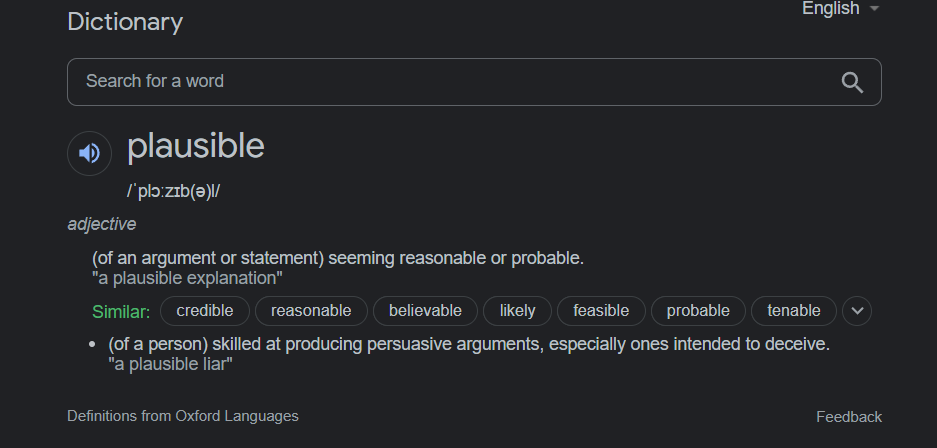 Dictionary
English
Search for a word
plausible
/ˈplɔːzɪb(ə)l/
adjective
(of an argument or statement) seeming reasonable or probable.
"a plausible explanation"
Similar: credible reasonable believable likely feasible probable tenable
• (of a person) skilled at producing persuasive arguments, especially ones intended to deceive.
"a plausible liar"
Definitions from Oxford Languages
Feedback